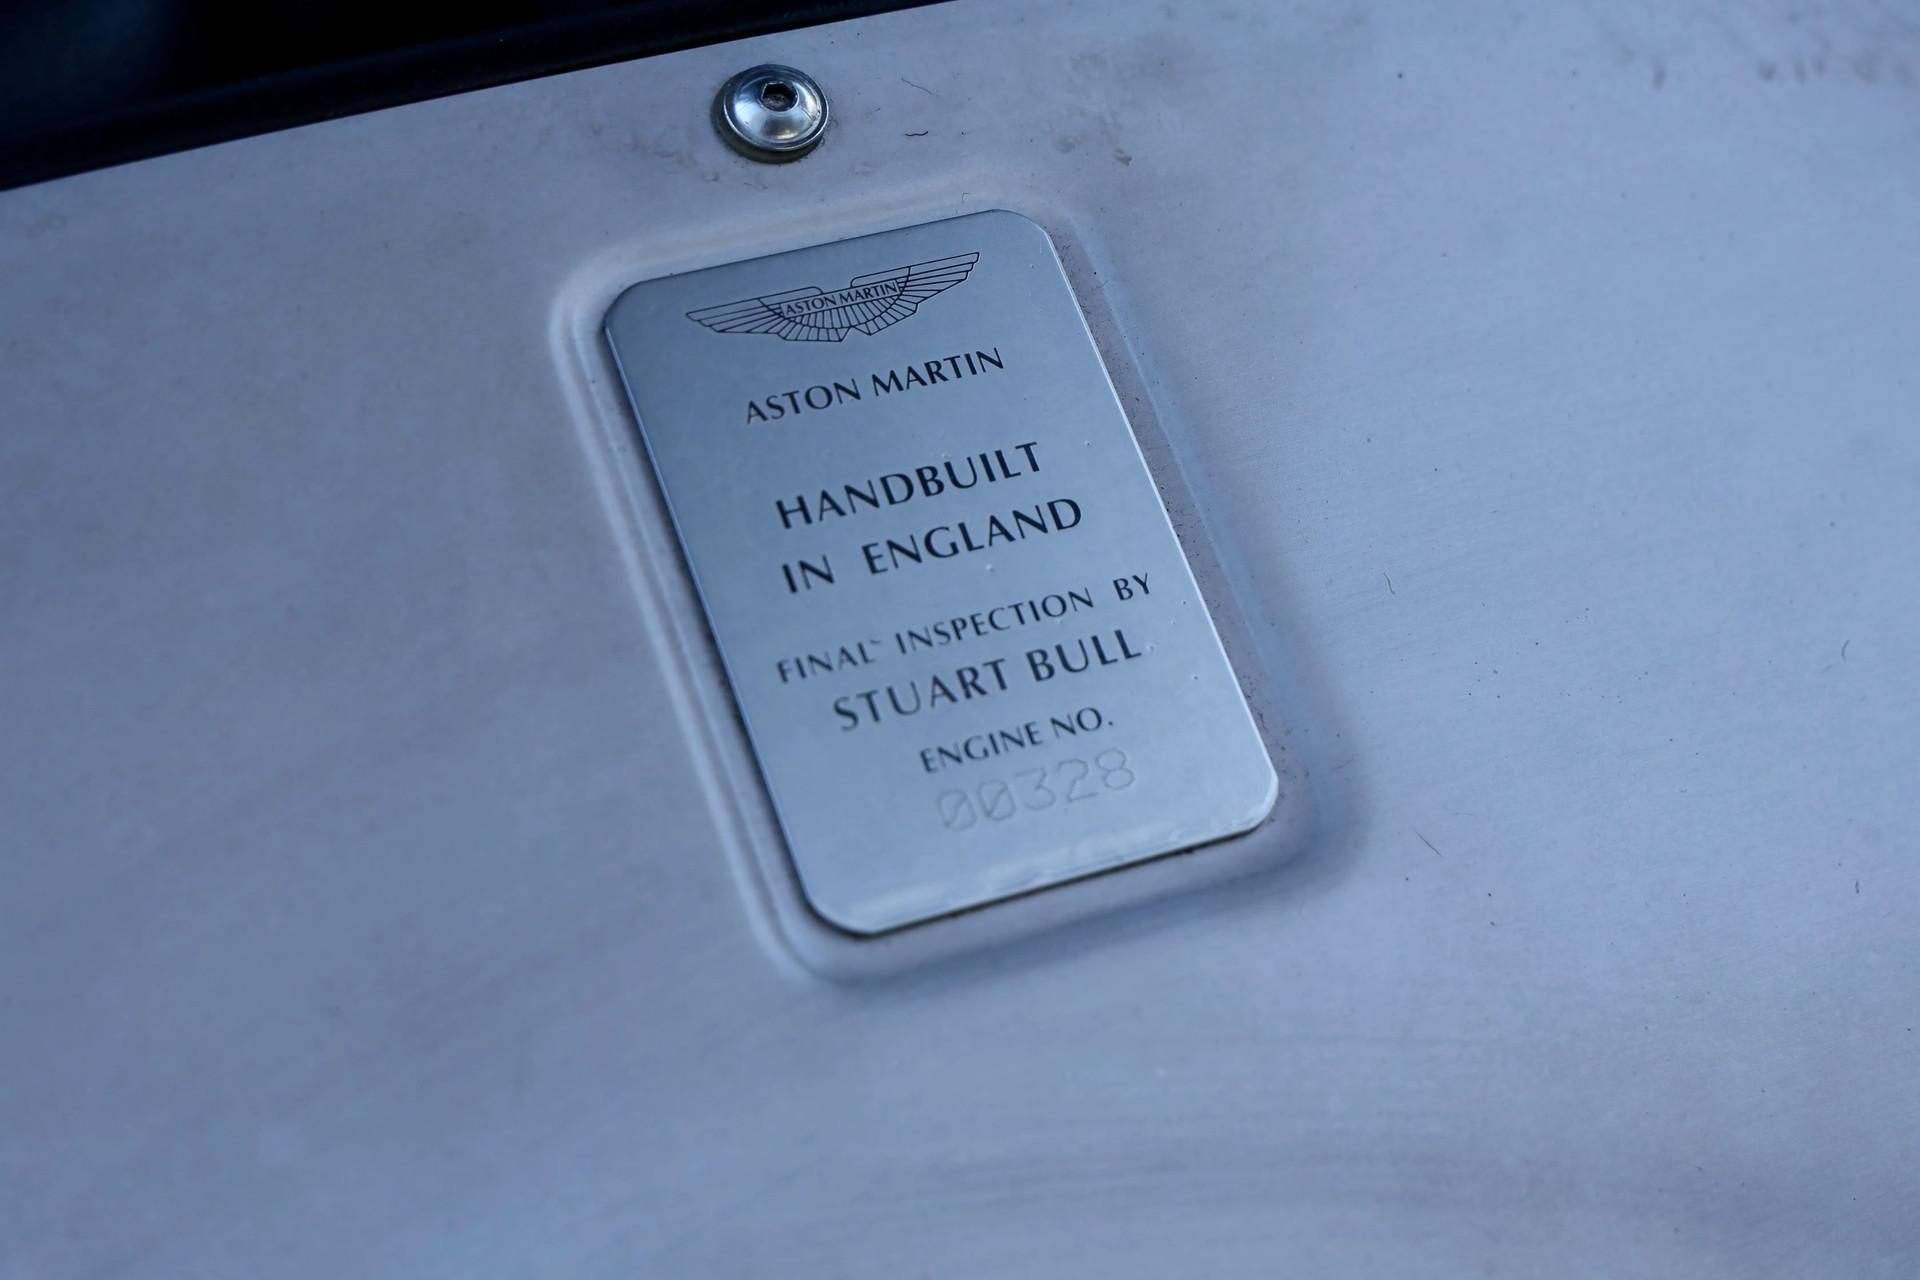 ASTON MARTIN
ASTON MARTIN
HANDBUILT
IN ENGLAND
FINAL INSPECTION BY
STUART BULL
ENGINE NO.
00328